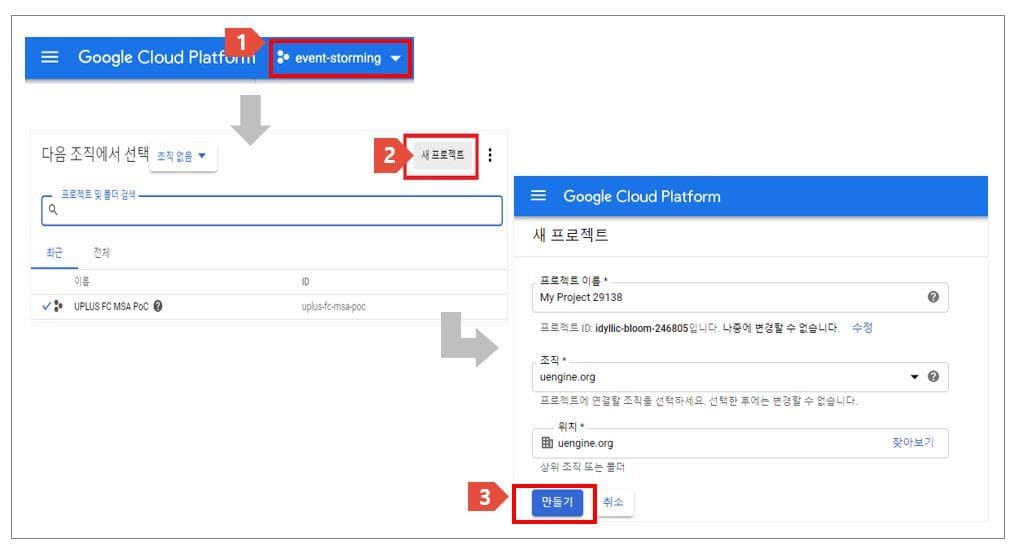 1
Google Cloud Platform
event-storming
다음 조직에서 선택 조직 없음
2
새 프로젝트
프로젝트 및 폴더 검색
최근 전체
이름 ID
UPLUS FC MSA PoC uplus-fc-msa-poc
Google Cloud Platform
새 프로젝트
프로젝트 이름 *
My Project 29138
프로젝트 ID: idyllic-bloom-246805입니다. 나중에 변경할 수 없습니다. 수정
조직 *
uengine.org
프로젝트에 연결할 조직을 선택하세요. 선택한 후에는 변경할 수 없습니다.
위치 *
uengine.org 찾아보기
상위 조직 또는 폴더
3
만들기 취소